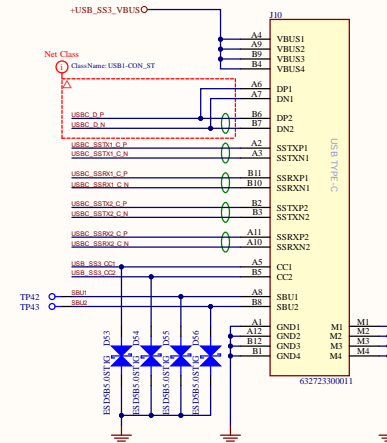 +USB_SS3_VBUS
J10
A4 VBUS1
A9 VBUS2
B9 VBUS3
B4 VBUS4
Net Class
i ClassName: USB1-CON_ST
A6 DP1
A7 DN1
USBC_D_P B6 DP2
USBC_D_N B7 DN2
USBC_SSTX1_C_P A2 SSTXP1
USBC_SSTX1_C_N A3 SSTXN1
USBC_SSRX1_C_P B11 SSRXP1
USBC_SSRX1_C_N B10 SSRXN1
USBC_SSTX2_C_P B2 SSTXP2
USBC_SSTX2_C_N B3 SSTXN2
USBC_SSRX2_C_P A11 SSRXP2
USBC_SSRX2_C_N A10 SSRXN2
USB TYPE-C
USB_SS3_CC1 A5 CC1
USB_SS3_CC2 B5 CC2
TP42 SBU1 A8 SBU1
TP43 SBU2 B8 SBU2
A1 GND1 M1 M1
A12 GND2 M2 M2
B12 GND3 M3 M3
B1 GND4 M4 M4
D53
ESD5B5.0ST1G
D54
ESD5B5.0ST1G
D55
ESD5B5.0ST1G
D56
ESD5B5.0ST1G
632723300011